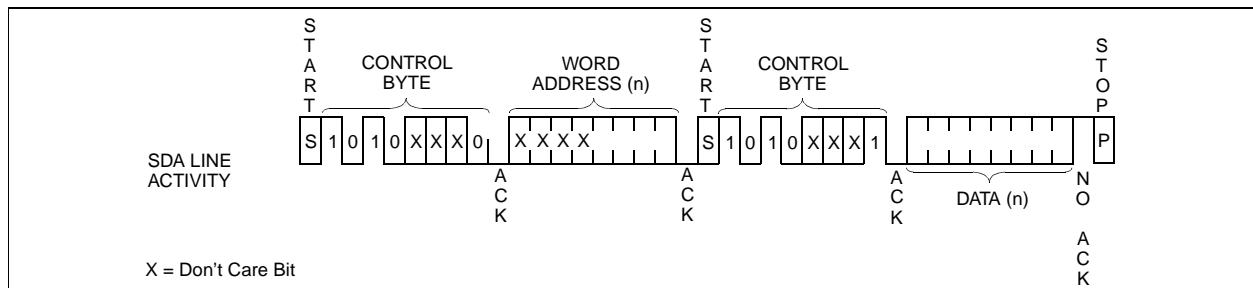 START
START
STOP
CONTROL
BYTE
WORD
ADDRESS (n)
CONTROL
BYTE
S 1 0 1 0 X X X 0 X X X X S 1 0 1 0 X X X 1 P
SDA LINE
ACTIVITY
ACK
ACK
ACK
DATA (n)
NO ACK
X = Don't Care Bit